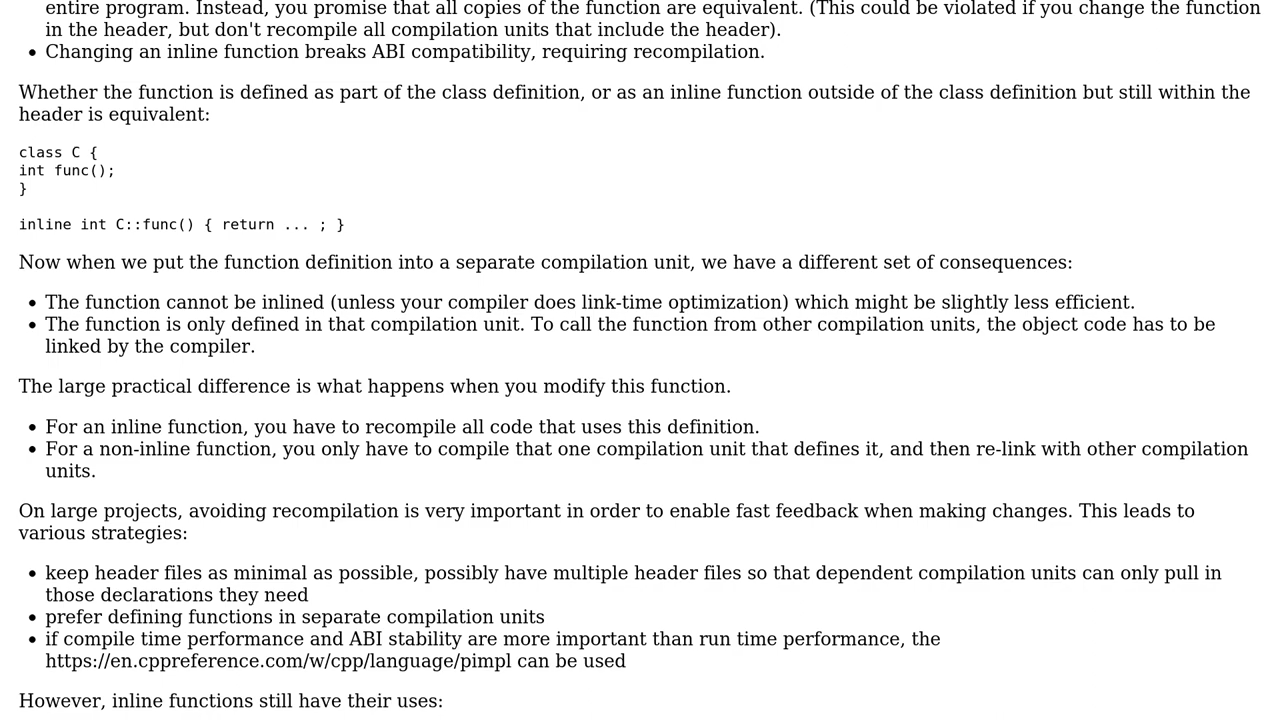 entire program. Instead, you promise that all copies of the function are equivalent. (This could be violated if you change the function
in the header, but don't recompile all compilation units that include the header).
• Changing an inline function breaks ABI compatibility, requiring recompilation.
Whether the function is defined as part of the class definition, or as an inline function outside of the class definition but still within the
header is equivalent:
class C {
int func();
}
inline int C::func() { return ... ; }
Now when we put the function definition into a separate compilation unit, we have a different set of consequences:
• The function cannot be inlined (unless your compiler does link-time optimization) which might be slightly less efficient.
• The function is only defined in that compilation unit. To call the function from other compilation units, the object code has to be
linked by the compiler.
The large practical difference is what happens when you modify this function.
• For an inline function, you have to recompile all code that uses this definition.
• For a non-inline function, you only have to compile that one compilation unit that defines it, and then re-link with other compilation
units.
On large projects, avoiding recompilation is very important in order to enable fast feedback when making changes. This leads to
various strategies:
• keep header files as minimal as possible, possibly have multiple header files so that dependent compilation units can only pull in
those declarations they need
• prefer defining functions in separate compilation units
• if compile time performance and ABI stability are more important than run time performance, the
https://en.cppreference.com/w/cpp/language/pimpl can be used
However, inline functions still have their uses: